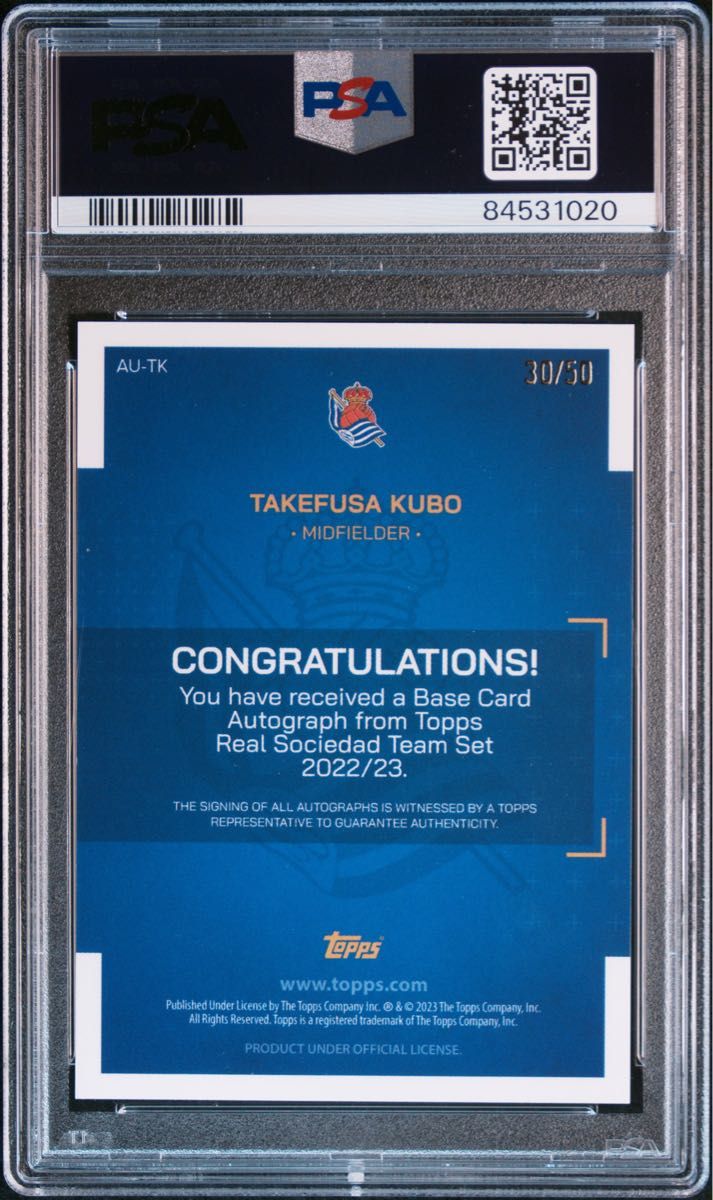 PSA
PSA
84531020
AU-TK
30/50
TAKEFUSA KUBO
• MIDFIELDER •
CONGRATULATIONS!
You have received a Base Card
Autograph from Topps
Real Sociedad Team Set
2022/23.
THE SIGNING OF ALL AUTOGRAPHS IS WITNESSED BY A TOPPS
REPRESENTATIVE TO GUARANTEE AUTHENTICITY.
topps
www.topps.com
Published Under License by The Topps Company Inc. ® & © 2023 The Topps Company, Inc.
All Rights Reserved. Topps is a registered trademark of The Topps Company, Inc.
PRODUCT UNDER OFFICIAL LICENSE.
PSA